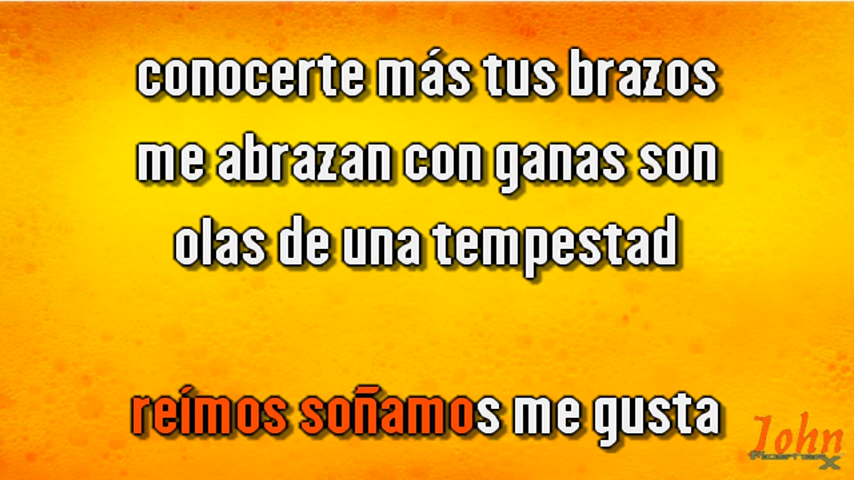 conocerte más tus brazos
me abrazan con ganas son
olas de una tempestad
reímos soñamos me gusta
John